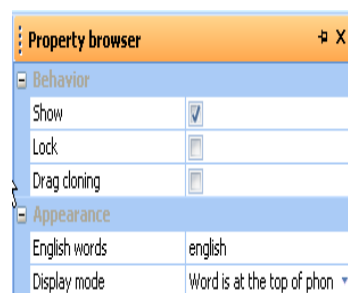 Property browser
Behavior
Show
Lock
Drag cloning
Appearance
English words english
Display mode Word is at the top of phon